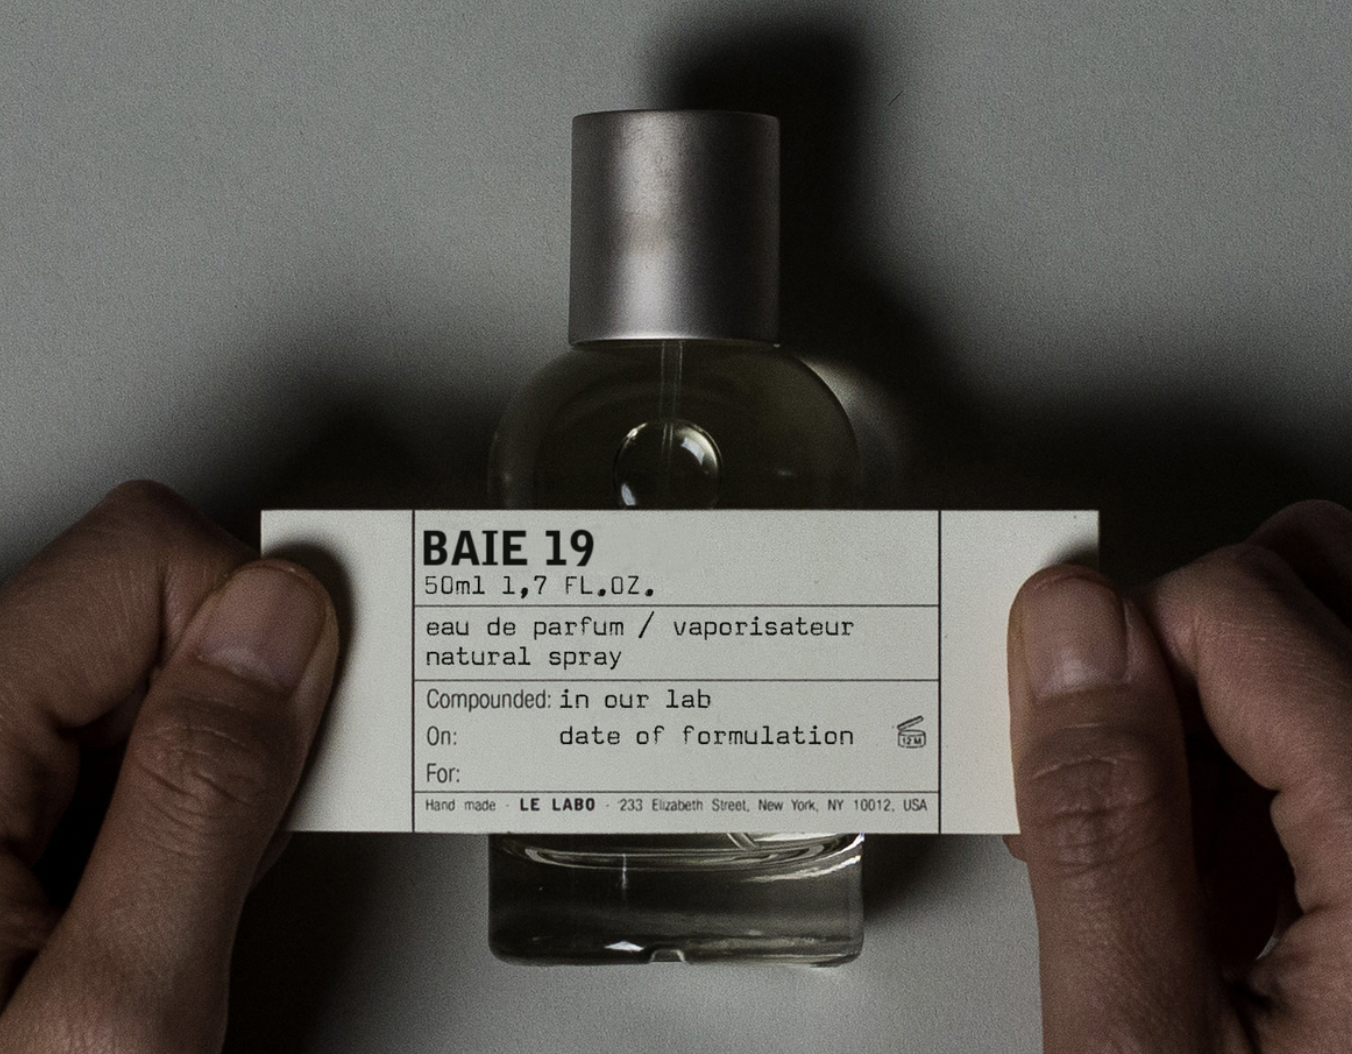 BAIE 19
50ml 1,7 FL.OZ.
eau de parfum / vaporisateur
natural spray
Compounded: in our lab
On: date of formulation
12M
For:
Hand made - LE LABO - 233 Elizabeth Street, New York, NY 10012, USA